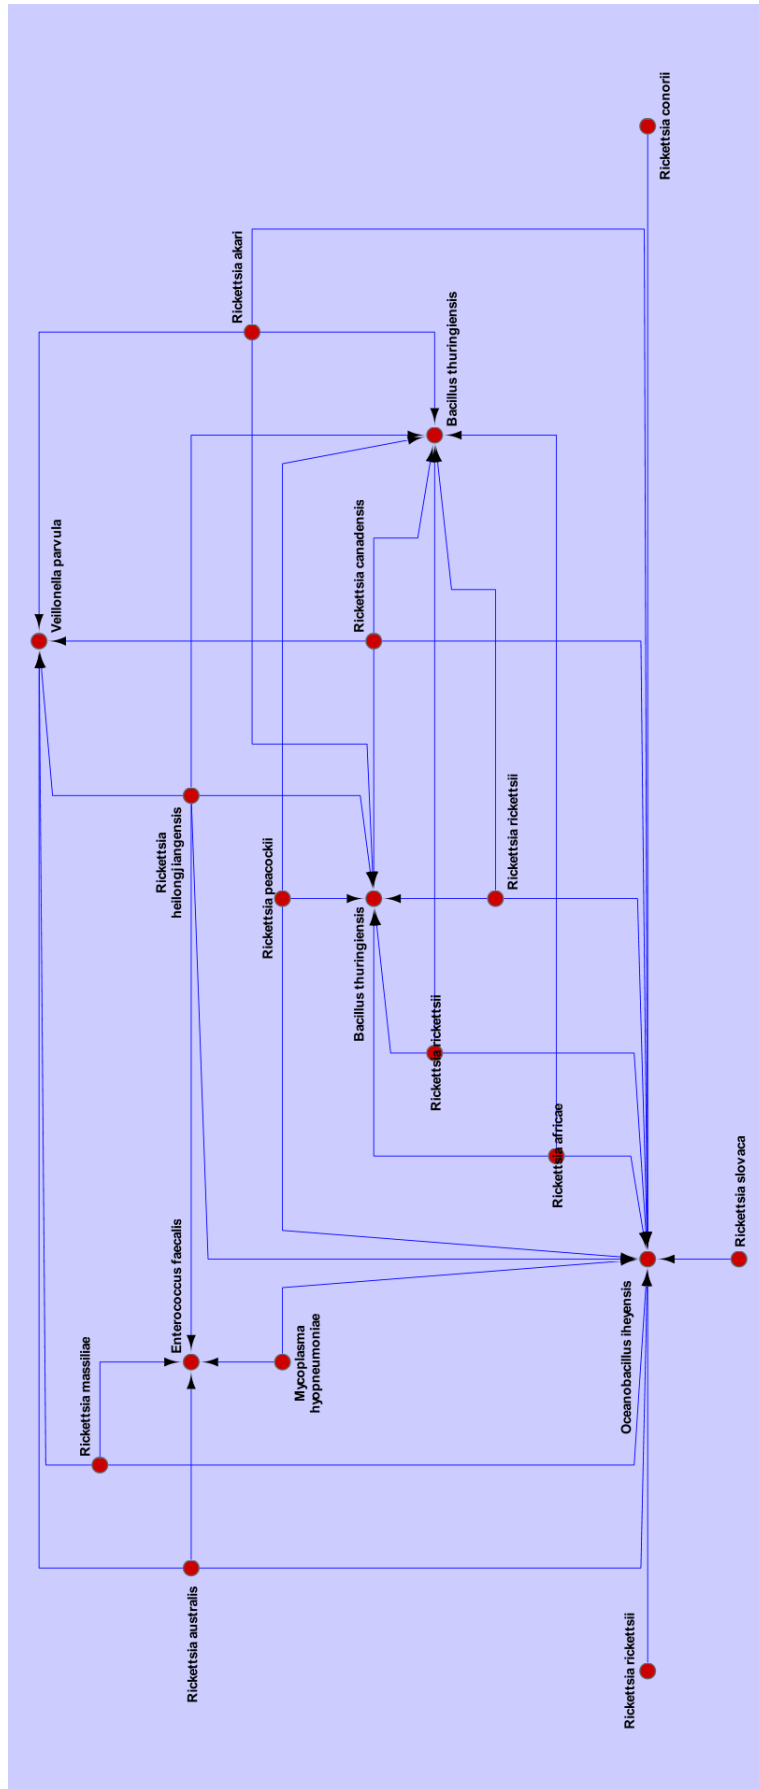 Rickettsia conorii
Rickettsia akari
Bacillus thuringiensis
Veillonella parvula
Rickettsia canadensis
Rickettsia
heilongjiangensis
Rickettsia peacockii
Rickettsia rickettsii
Bacillus thuringiensis
Rickettsia rickettsii
Rickettsia africae
Rickettsia slovaca
Enterococcus faecalis
Oceanobacillus iheyensis
Rickettsia massiliae
Mycoplasma
hyopneumoniae
Rickettsia australis
Rickettsia rickettsii